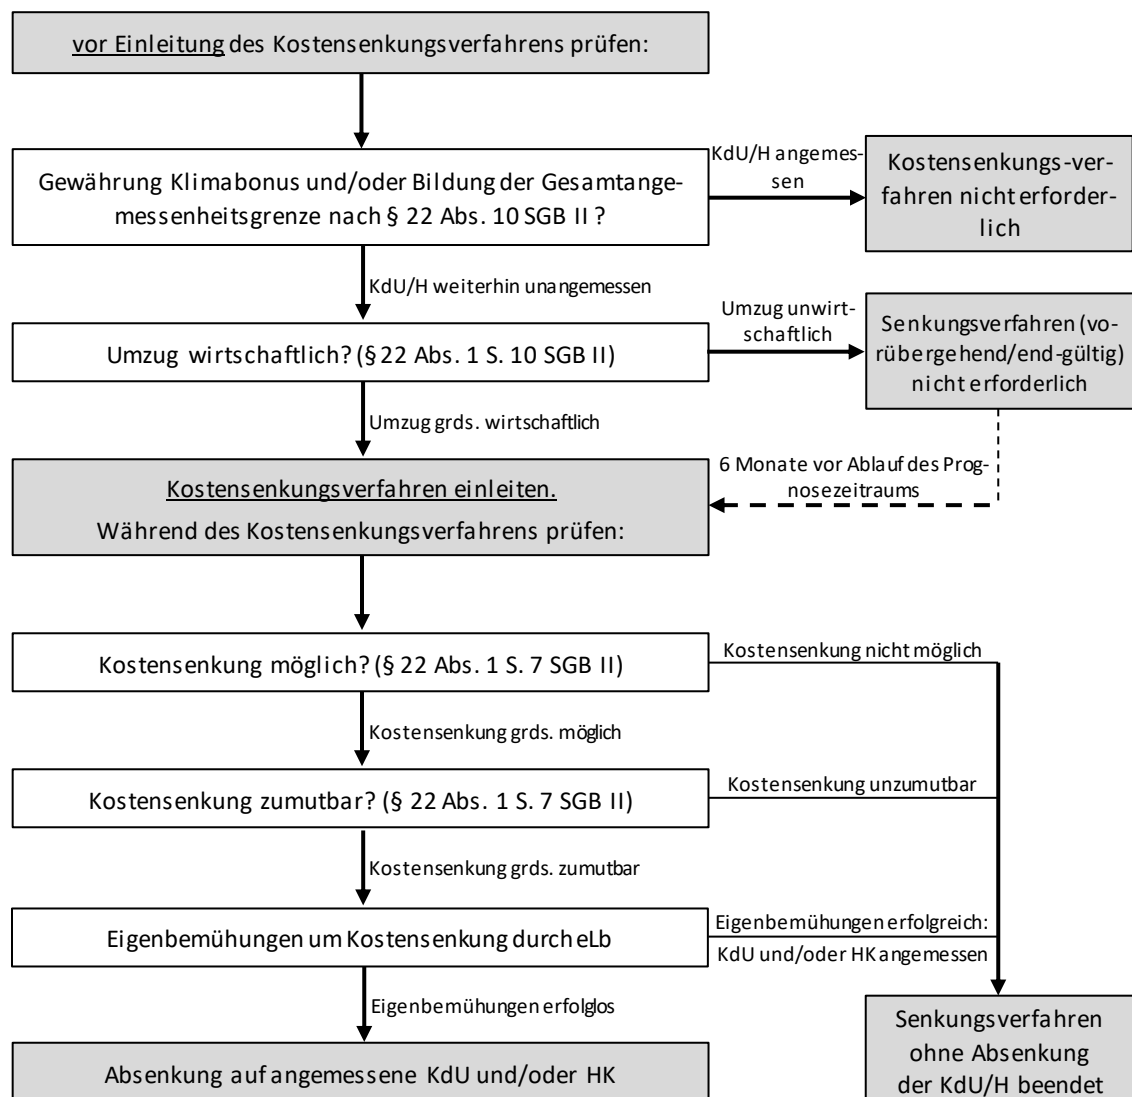 vor Einleitung des Kostensenkungsverfahrens prüfen:
Gewährung Klimabonus und/oder Bildung der Gesamtange-
messenheitsgrenze nach § 22 Abs. 10 SGB II ?
KdU/H angemes-
sen
Kostensenkungs-ver-
fahren nicht erforder-
lich
KdU/H weiterhin unangemessen
Umzug wirtschaftlich? (§ 22 Abs. 1 S. 10 SGB II)
Umzug unwirt-
schaftlich
Senkungsverfahren (vo-
rübergehend/end-gültig)
nicht erforderlich
Umzug grds. wirtschaftlich
6 Monate vor Ablauf des Prog-
nosezeitraums
Kostensenkungsverfahren einleiten.
Während des Kostensenkungsverfahrens prüfen:
Kostensenkung möglich? (§ 22 Abs. 1 S. 7 SGB II)
Kostensenkung nicht möglich
Kostensenkung grds. möglich
Kostensenkung zumutbar? (§ 22 Abs. 1 S. 7 SGB II)
Kostensenkung unzumutbar
Kostensenkung grds. zumutbar
Eigenbemühungen um Kostensenkung durch eLb
Eigenbemühungen erfolgreich:
KdU und/oder HK angemessen
Eigenbemühungen erfolglos
Absenkung auf angemessene KdU und/oder HK
Senkungsverfahren
ohne Absenkung
der KdU/H beendet